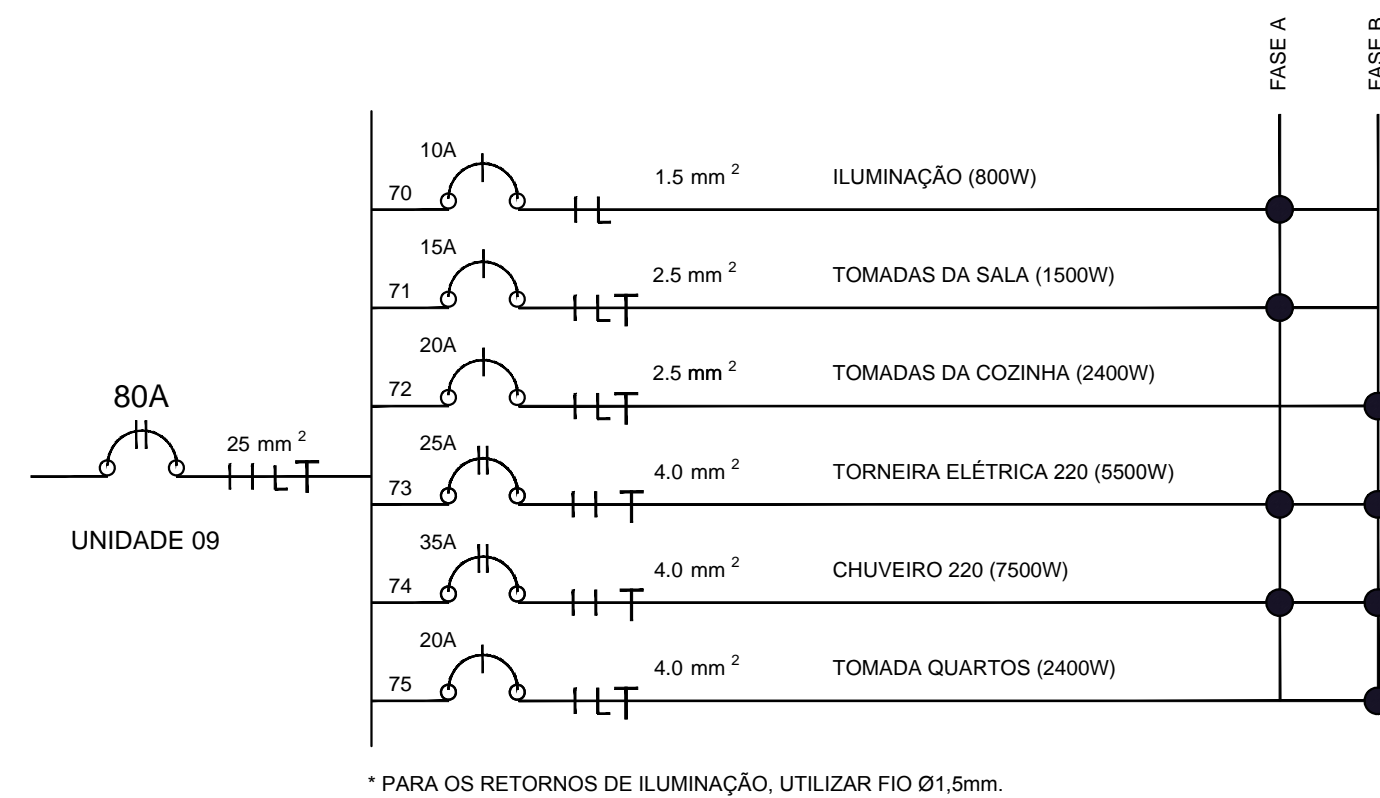 FASE A
FASE B
10A
70
1.5 mm 2
ILUMINAÇÃO (800W)
15A
71
2.5 mm 2
TOMADAS DA SALA (1500W)
20A
72
2.5 mm 2
TOMADAS DA COZINHA (2400W)
80A
25 mm 2
UNIDADE 09
25A
73
4.0 mm 2
TORNEIRA ELÉTRICA 220 (5500W)
35A
74
4.0 mm 2
CHUVEIRO 220 (7500W)
20A
75
4.0 mm 2
TOMADA QUARTOS (2400W)
* PARA OS RETORNOS DE ILUMINAÇÃO, UTILIZAR FIO Ø1,5mm.